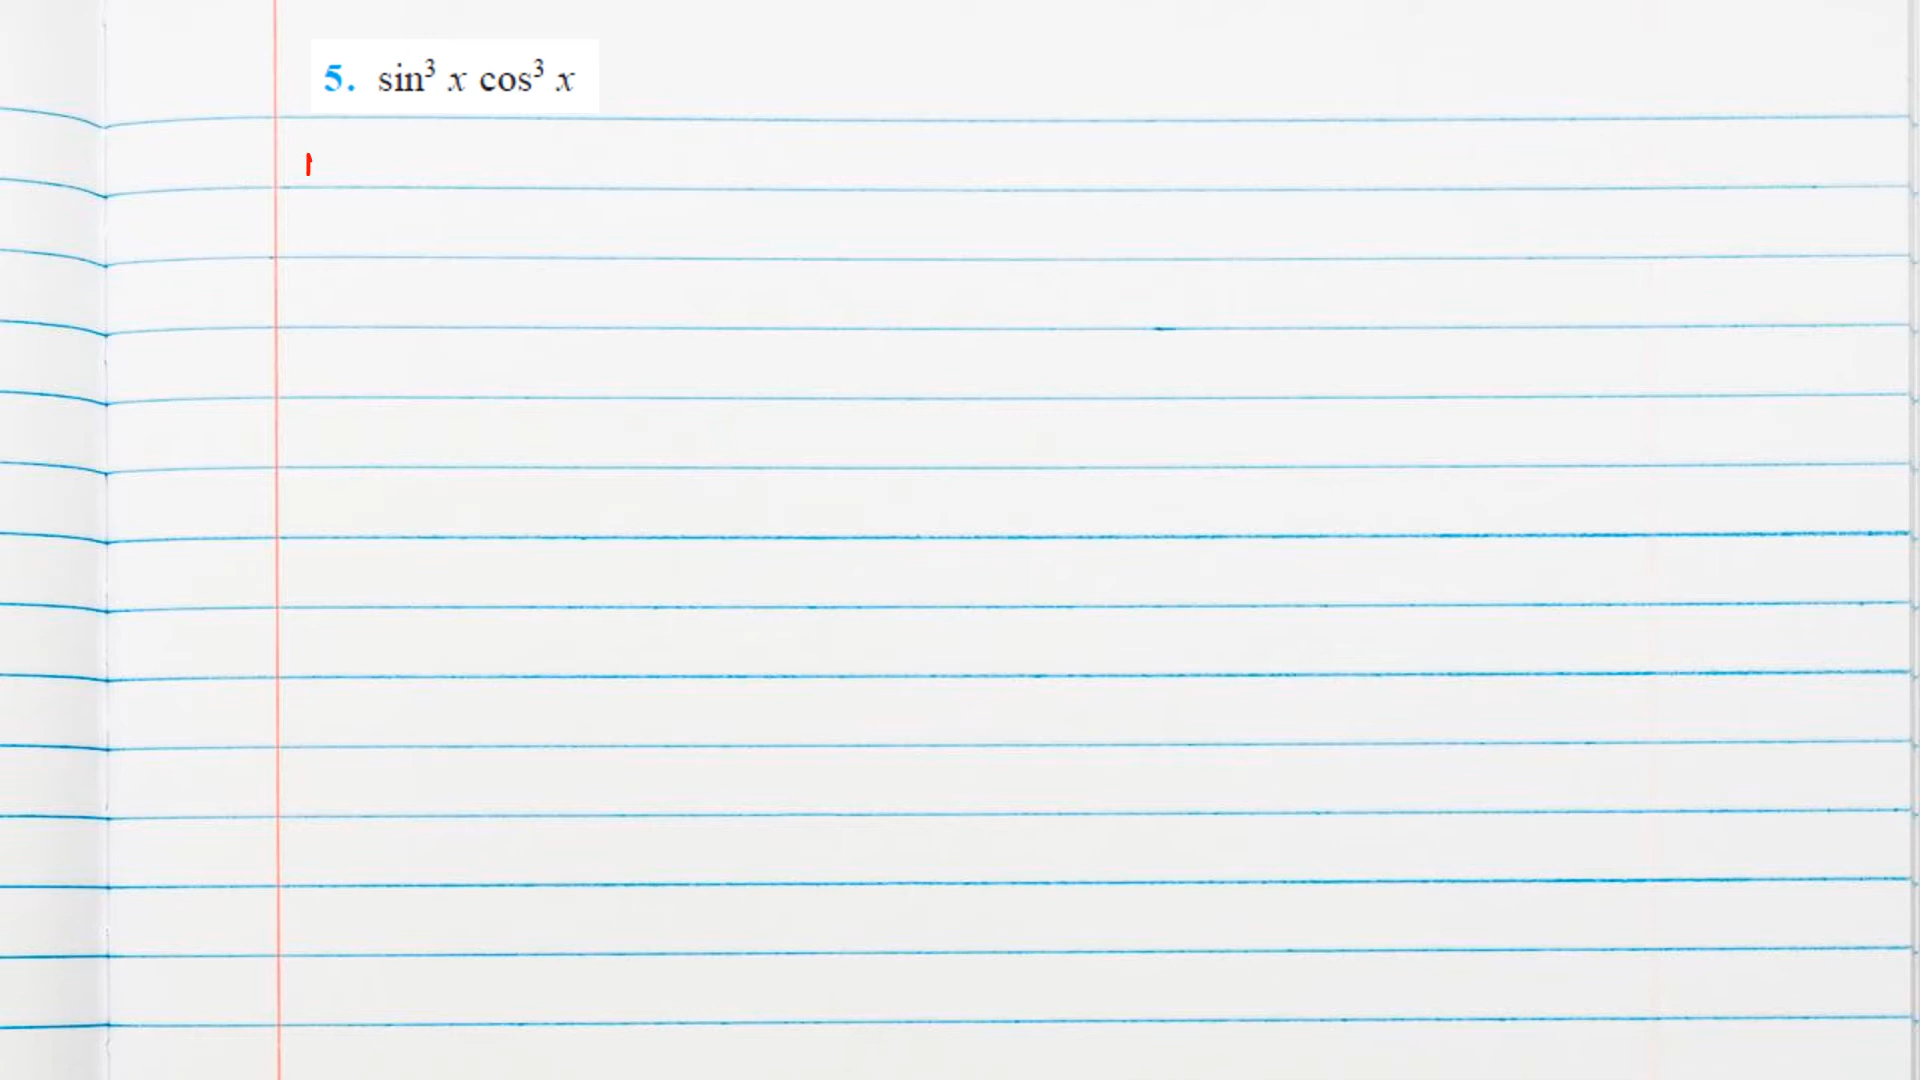 5. sin³ x cos³ x